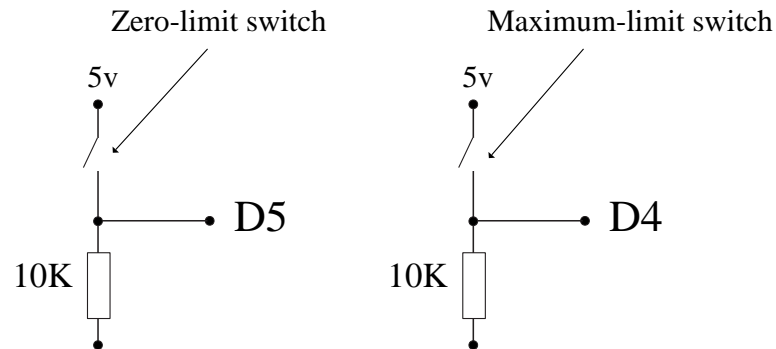 Zero-limit switch
Maximum-limit switch
5v
5v
D5
D4
10K
10K